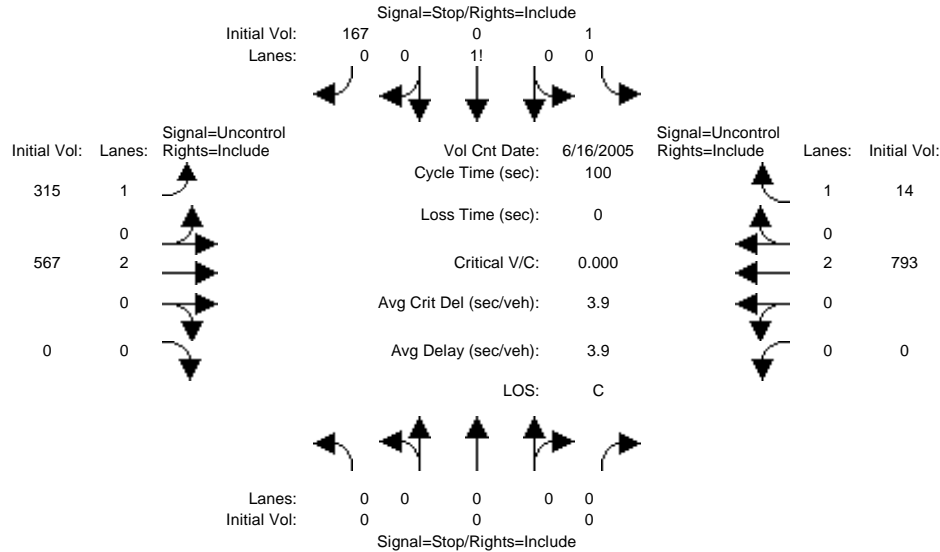 Signal=Stop/Rights=Include
Initial Vol: 167 0 1
Lanes: 0 0 1! 0 0
Signal=Uncontrol
Initial Vol: Lanes: Rights=Include
Vol Cnt Date: 6/16/2005
Signal=Uncontrol
Rights=Include Lanes: Initial Vol:
Cycle Time (sec): 100
315 1
1 14
Loss Time (sec): 0
0
0
567 2
Critical V/C: 0.000
2 793
0
Avg Crit Del (sec/veh): 3.9
0
0 0
Avg Delay (sec/veh): 3.9
0 0
LOS: C
Lanes: 0 0 0 0 0
Initial Vol: 0 0 0
Signal=Stop/Rights=Include